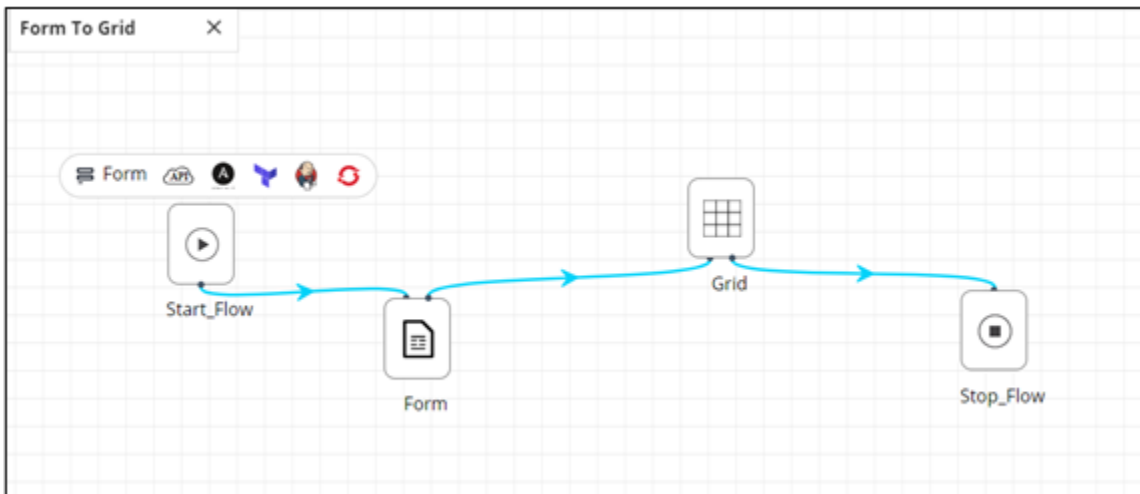 Form To Grid
Form
API
A
Start_Flow
Grid
Form
Stop_Flow